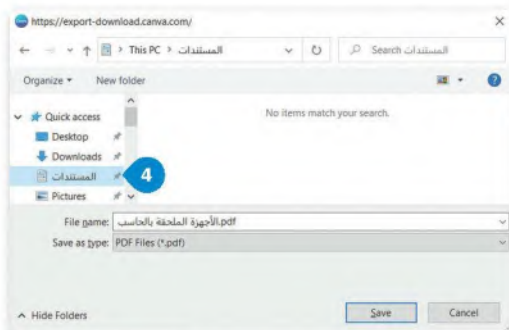 https://export-download.canva.com/
This PC > المستندات
Search المستندات
Organize New folder
No items match your search.
Quick access
Desktop
Downloads
المستندات
4
Pictures
File name: الأجهزة الملحقة بالحاسب.pdf
Save as type: PDF Files (*.pdf)
Hide Folders Save Cancel